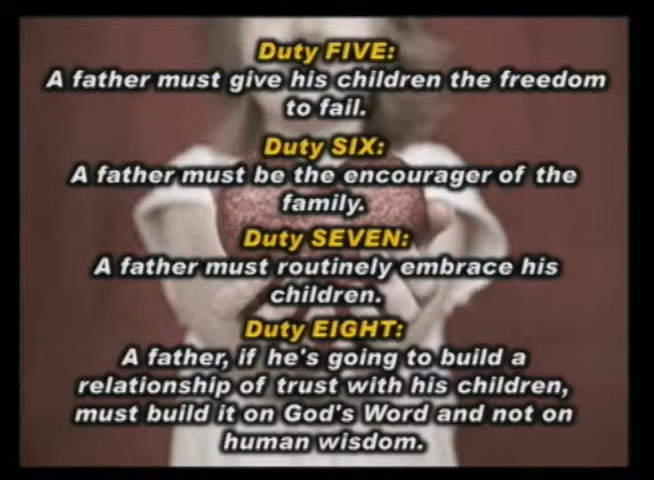 Duty FIVE:
A father must give his children the freedom
to fail.
Duty SIX:
A father must be the encourager of the
family.
Duty SEVEN:
A father must routinely embrace his
children.
Duty EIGHT:
A father, if he's going to build a
relationship of trust with his children,
must build it on God's Word and not on
human wisdom.